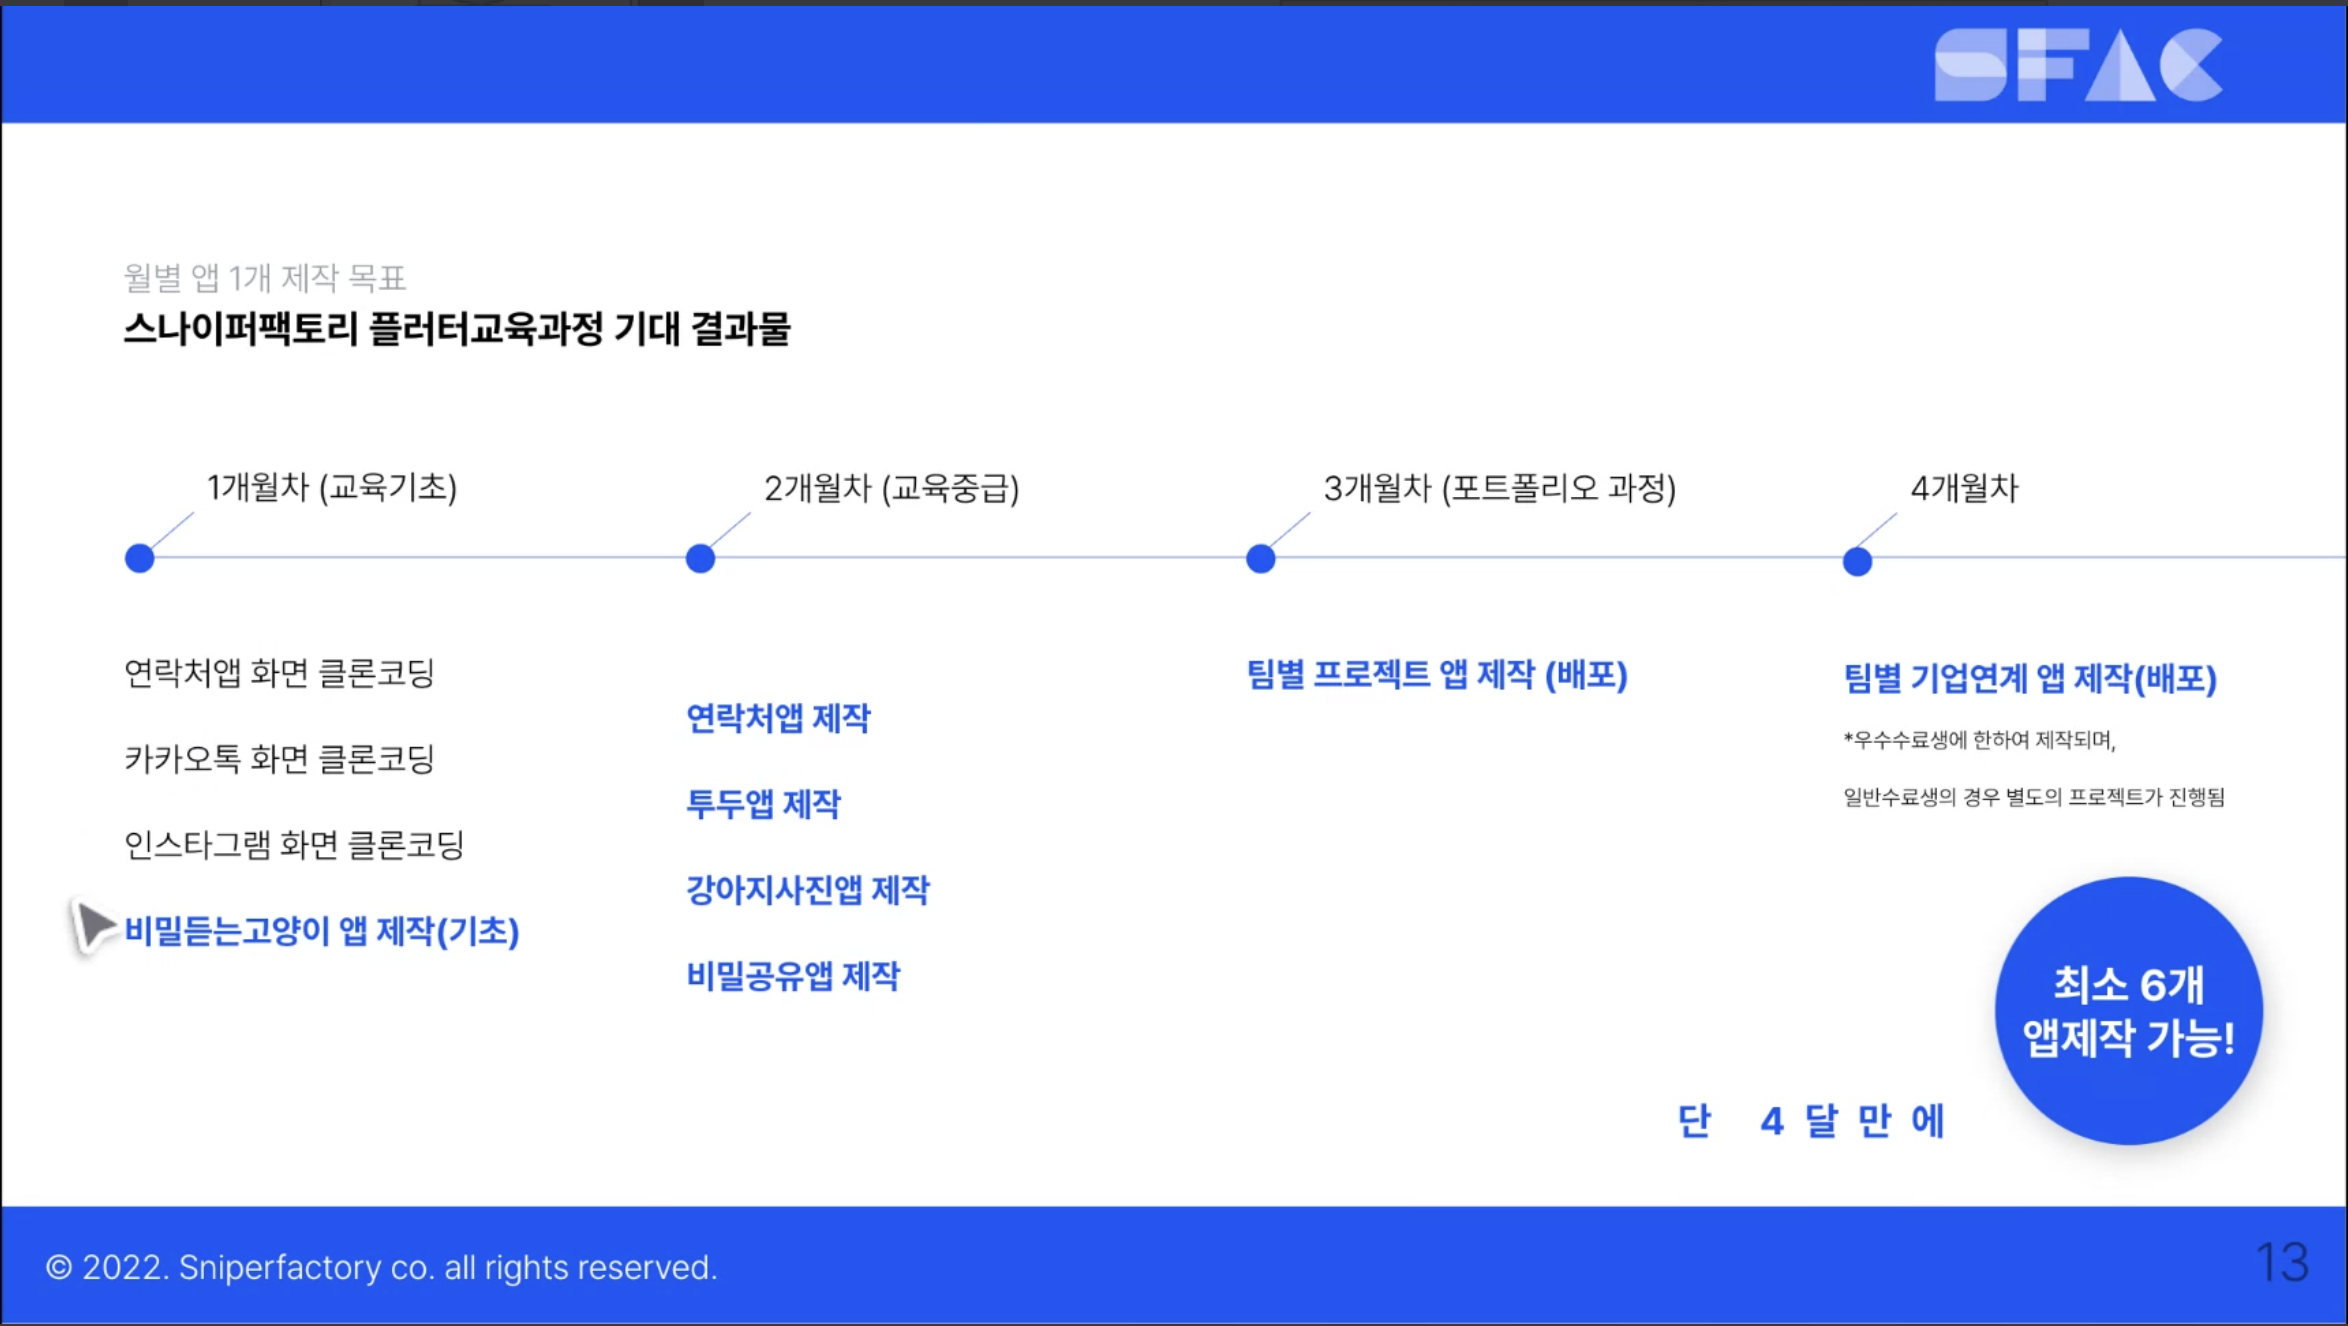 SFAC
월별 앱 1개 제작 목표
스나이퍼팩토리 플러터교육과정 기대 결과물
1개월차 (교육기초)
연락처앱 화면 클론코딩
카카오톡 화면 클론코딩
인스타그램 화면 클론코딩
비밀듣는고양이 앱 제작(기초)
2개월차 (교육중급)
연락처앱 제작
투두앱 제작
강아지사진앱 제작
비밀공유앱 제작
3개월차 (포트폴리오 과정)
팀별 프로젝트 앱 제작 (배포)
4개월차
팀별 기업연계 앱 제작(배포)
*우수수료생에 한하여 제작되며,
일반수료생의 경우 별도의 프로젝트가 진행됨
단 4달만에
최소 6개
앱제작 가능!
© 2022. Sniperfactory co. all rights reserved.
13